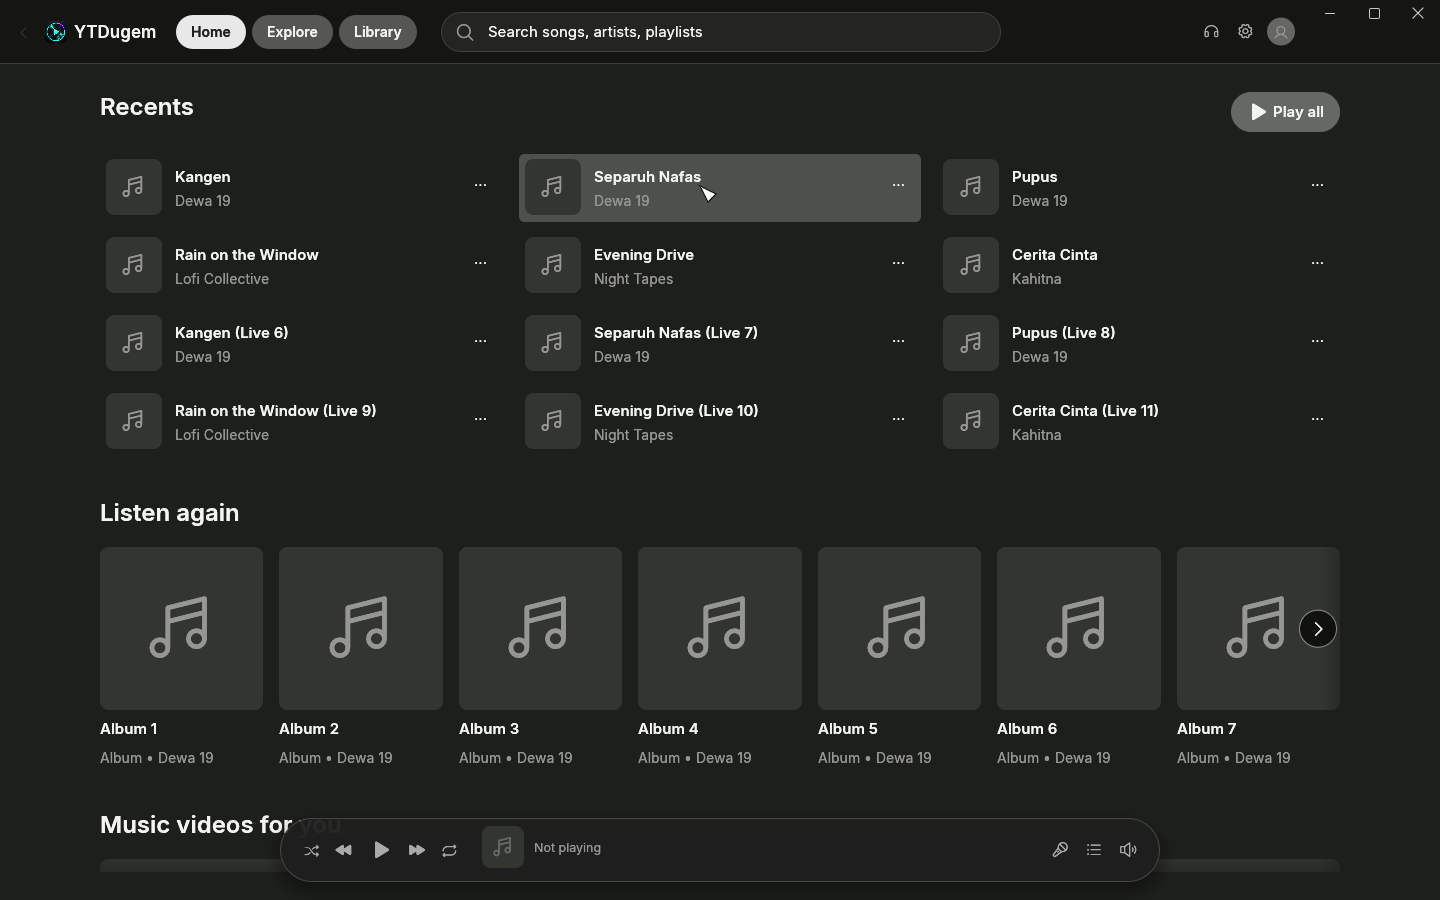 YTDugem
Home
Explore
Library
Search songs, artists, playlists
Recents
Play all
Kangen
Dewa 19
Separuh Nafas
Dewa 19
Pupus
Dewa 19
Rain on the Window
Lofi Collective
Evening Drive
Night Tapes
Cerita Cinta
Kahitna
Kangen (Live 6)
Dewa 19
Separuh Nafas (Live 7)
Dewa 19
Pupus (Live 8)
Dewa 19
Rain on the Window (Live 9)
Lofi Collective
Evening Drive (Live 10)
Night Tapes
Cerita Cinta (Live 11)
Kahitna
Listen again
Album 1
Album • Dewa 19
Album 2
Album • Dewa 19
Album 3
Album • Dewa 19
Album 4
Album • Dewa 19
Album 5
Album • Dewa 19
Album 6
Album • Dewa 19
Album 7
Album • Dewa 19
Music videos for you
Not playing